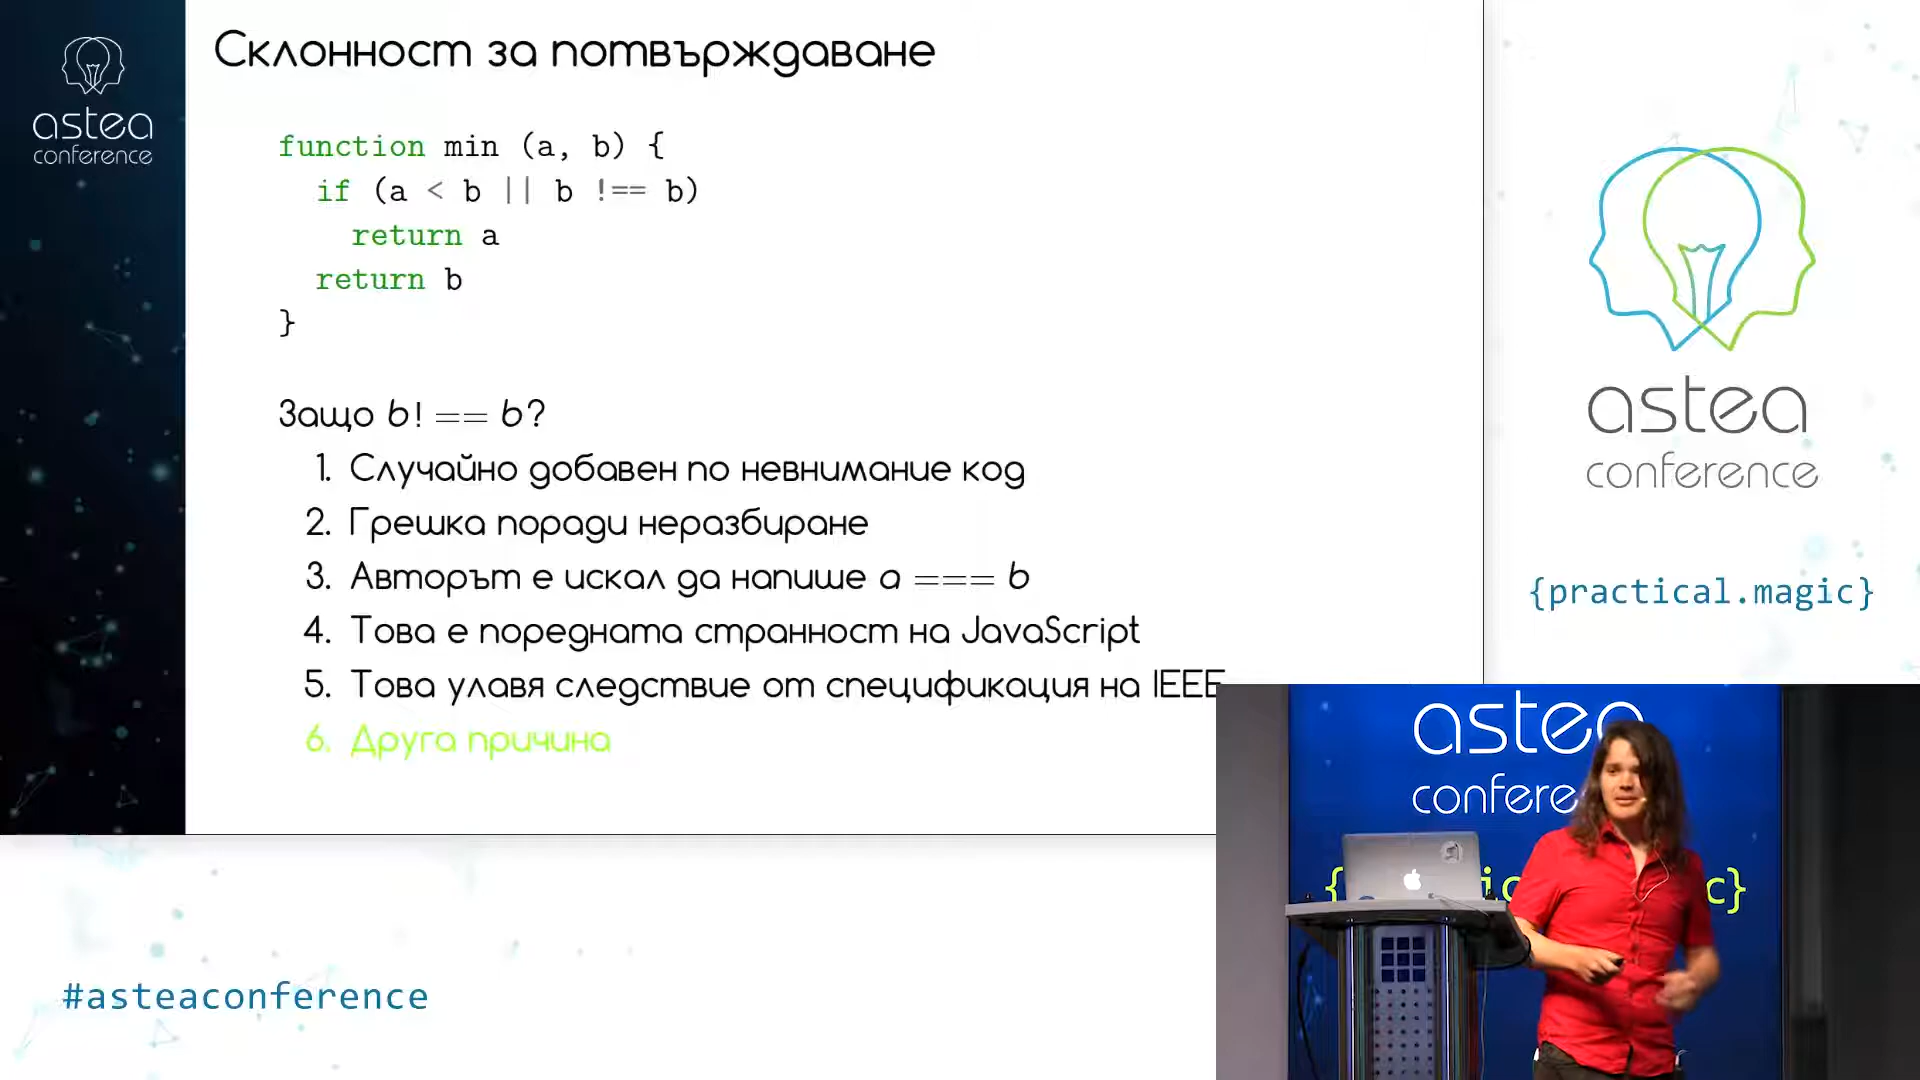 astea
conference
Склонност за потвърждаване
function min (a, b) {
if (a < b || b !== b)
return a
return b
}
Защо b! == b?
1. Случайно добавен по невнимание код
2. Грешка поради неразбиране
3. Авторът е искал да напише a === b
4. Това е поредната странност на JavaScript
5. Това улавя следствие от спецификация на IEEE
6. Друга причина
astea
conference
{practical.magic}
astea
confere
#asteaconference